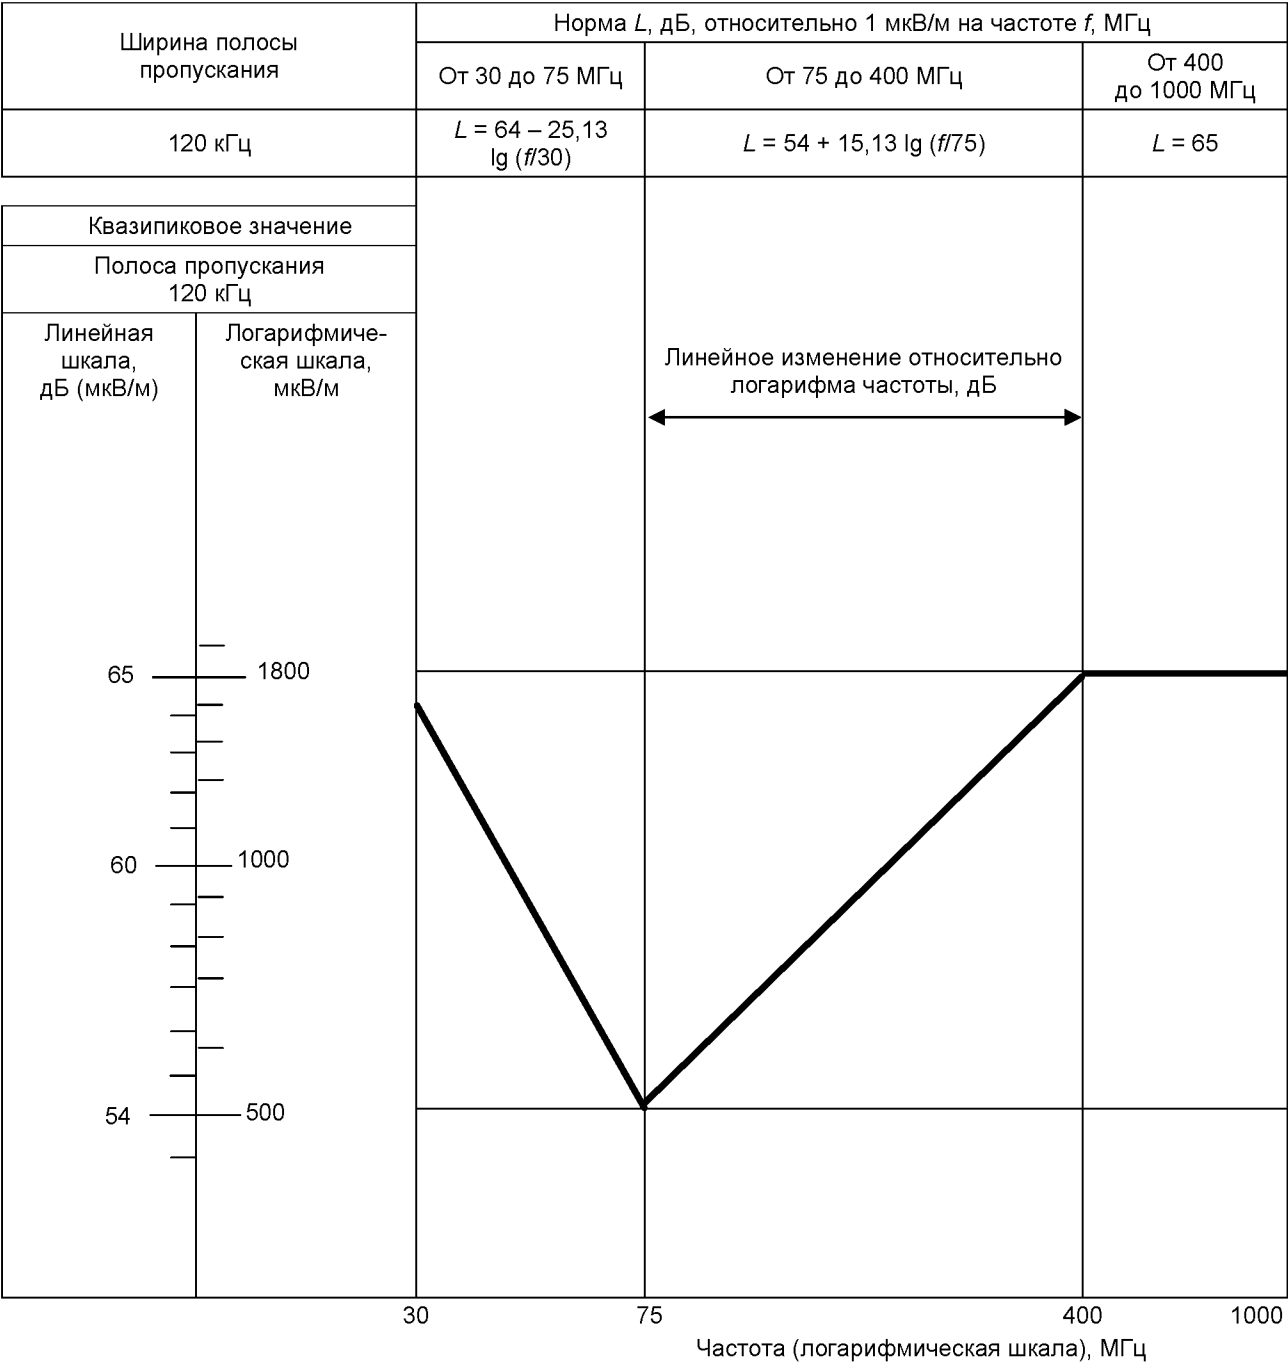 Ширина полосы
пропускания
Норма L, дБ, относительно 1 мкВ/м на частоте f, МГц
От 30 до 75 МГц
От 75 до 400 МГц
От 400
до 1000 МГц
120 кГц
L = 64 – 25,13
lg (f/30)
L = 54 + 15,13 lg (f/75)
L = 65
Квазипиковое значение
Полоса пропускания
120 кГц
Линейная
шкала,
дБ (мкВ/м)
Логарифмиче-
ская шкала,
мкВ/м
Линейное изменение относительно
логарифма частоты, дБ
65
1800
60
1000
54
500
30
75
400
1000
Частота (логарифмическая шкала), МГц